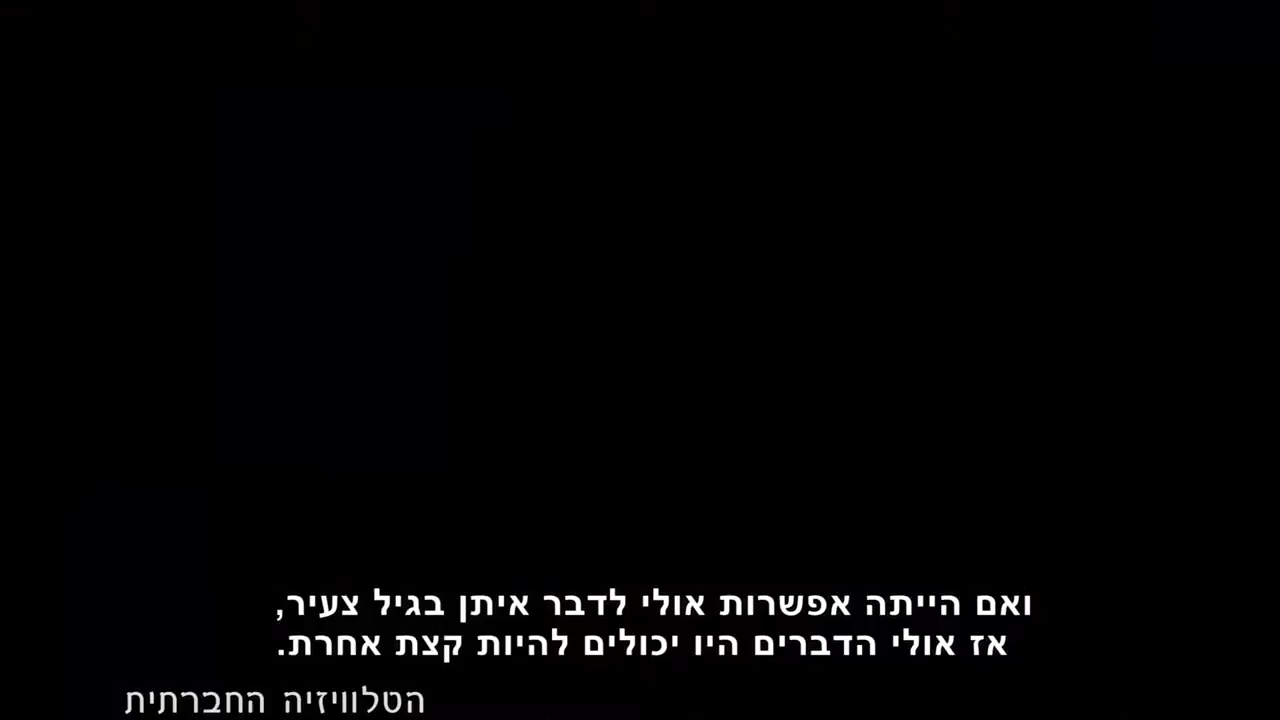 ואם הייתה אפשרות אולי לדבר איתן בגיל צעיר,
אז אולי הדברים היו יכולים להיות קצת אחרת.
הטלוויזיה החברתית